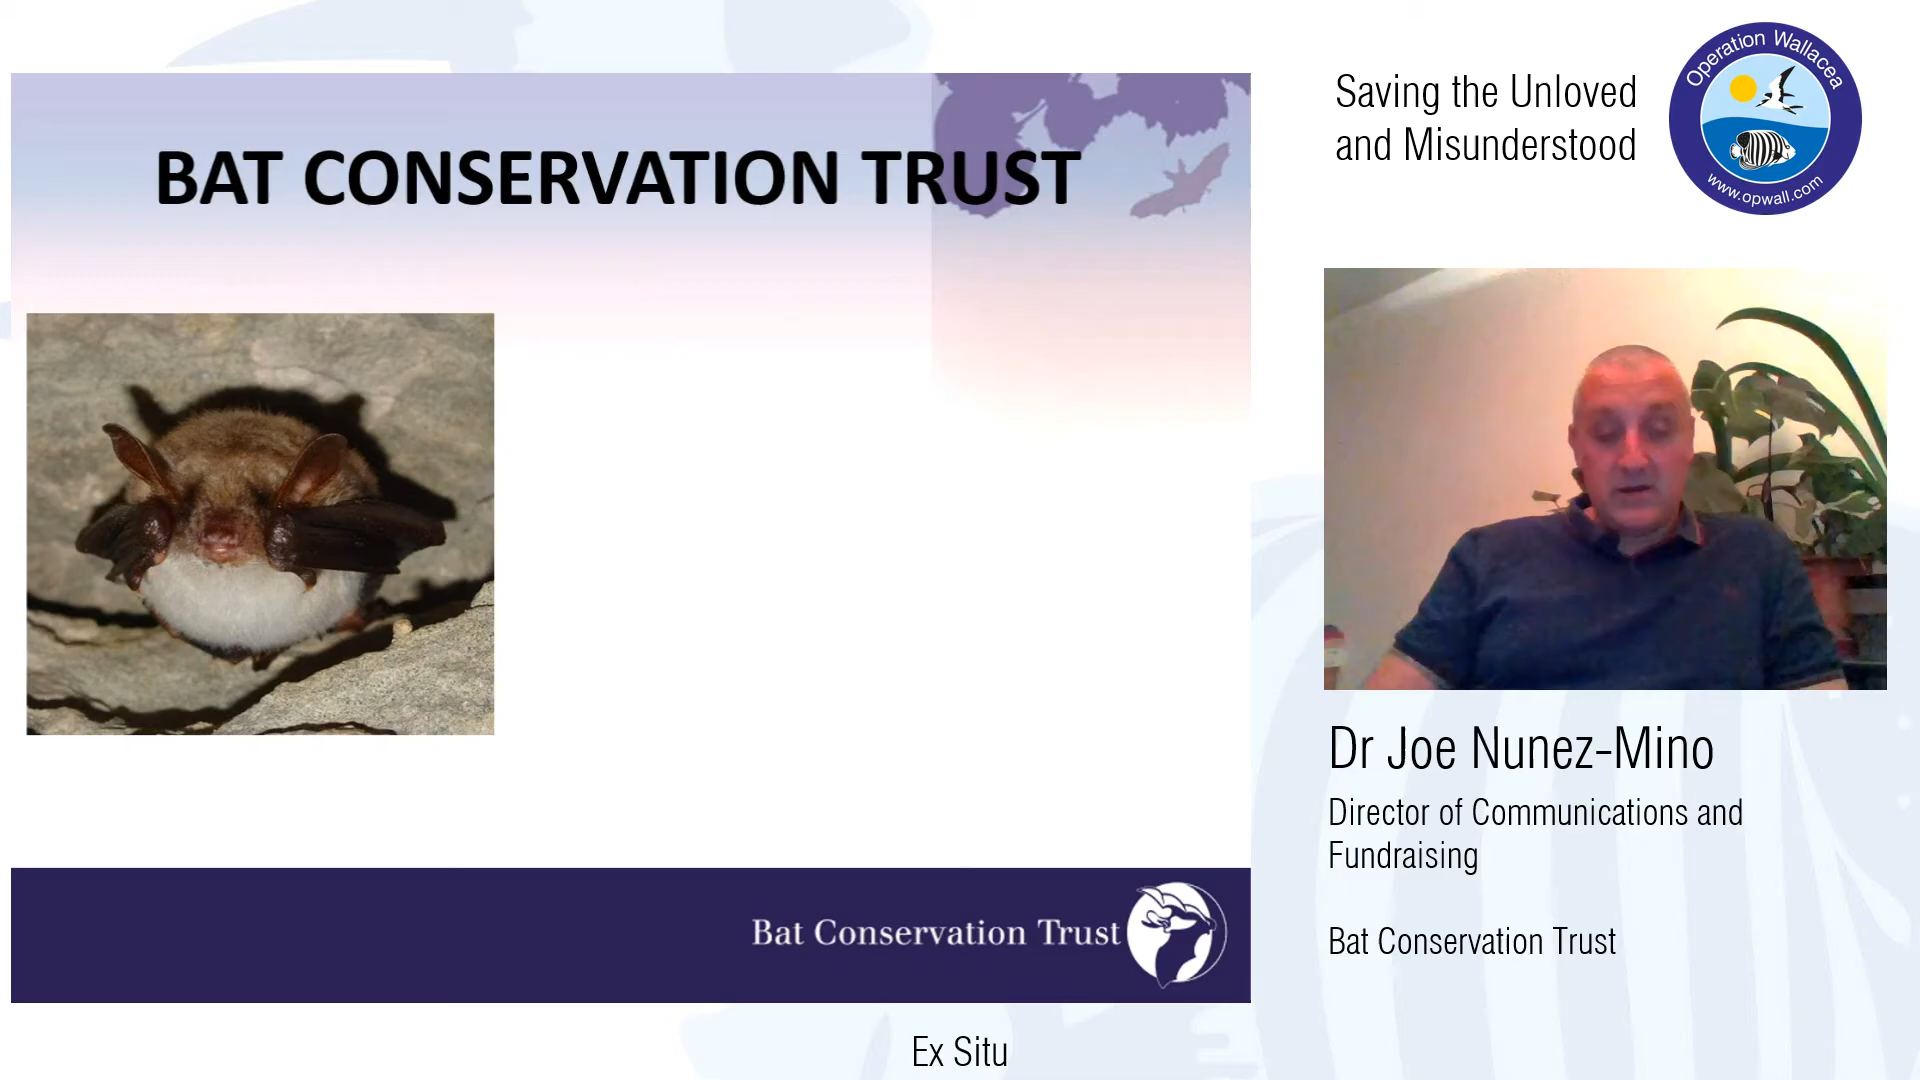 BAT CONSERVATION TRUST
Bat Conservation Trust
Saving the Unloved
and Misunderstood
Operation Wallacea
www.opwall.com
Dr Joe Nunez-Mino
Director of Communications and
Fundraising
Bat Conservation Trust
Ex Situ